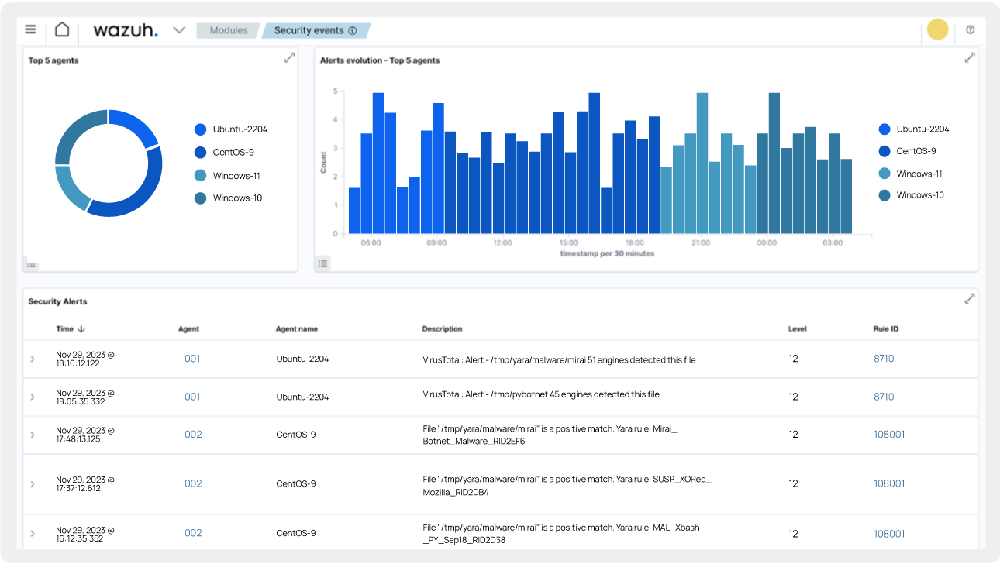 wazuh.
Modules
Security events
Top 5 agents
Ubuntu-2204
CentOS-9
Windows-11
Windows-10
Alerts evolution - Top 5 agents
Count
5
4
3
2
1
0
06:00 09:00 12:00 15:00 18:00 21:00 00:00 03:00
timestamp per 30 minutes
Ubuntu-2204
CentOS-9
Windows-11
Windows-10
Security Alerts
Time Agent Agent name Description Level Rule ID
Nov 29, 2023 @
18:10:12.122
001
Ubuntu-2204
VirusTotal: Alert - /tmp/yara/malware/mirai 51 engines detected this file
12
8710
Nov 29, 2023 @
18:05:35.332
001
Ubuntu-2204
VirusTotal: Alert - /tmp/pybotnet 45 engines detected this file
12
8710
Nov 29, 2023 @
17:48:13.125
002
CentOS-9
File "/tmp/yara/malware/mirai" is a positive match. Yara rule: Mirai_
Botnet_Malware_RID2EF6
12
108001
Nov 29, 2023 @
17:37:12.612
002
CentOS-9
File "/tmp/yara/malware/mirai" is a positive match. Yara rule: SUSP_XORed_
Mozilla_RID2DB4
12
108001
Nov 29, 2023 @
16:12:35.352
002
CentOS-9
File "/tmp/yara/malware/mirai" is a positive match. Yara rule: MAL_Xbash
_PY_Sep18_RID2D38
12
108001